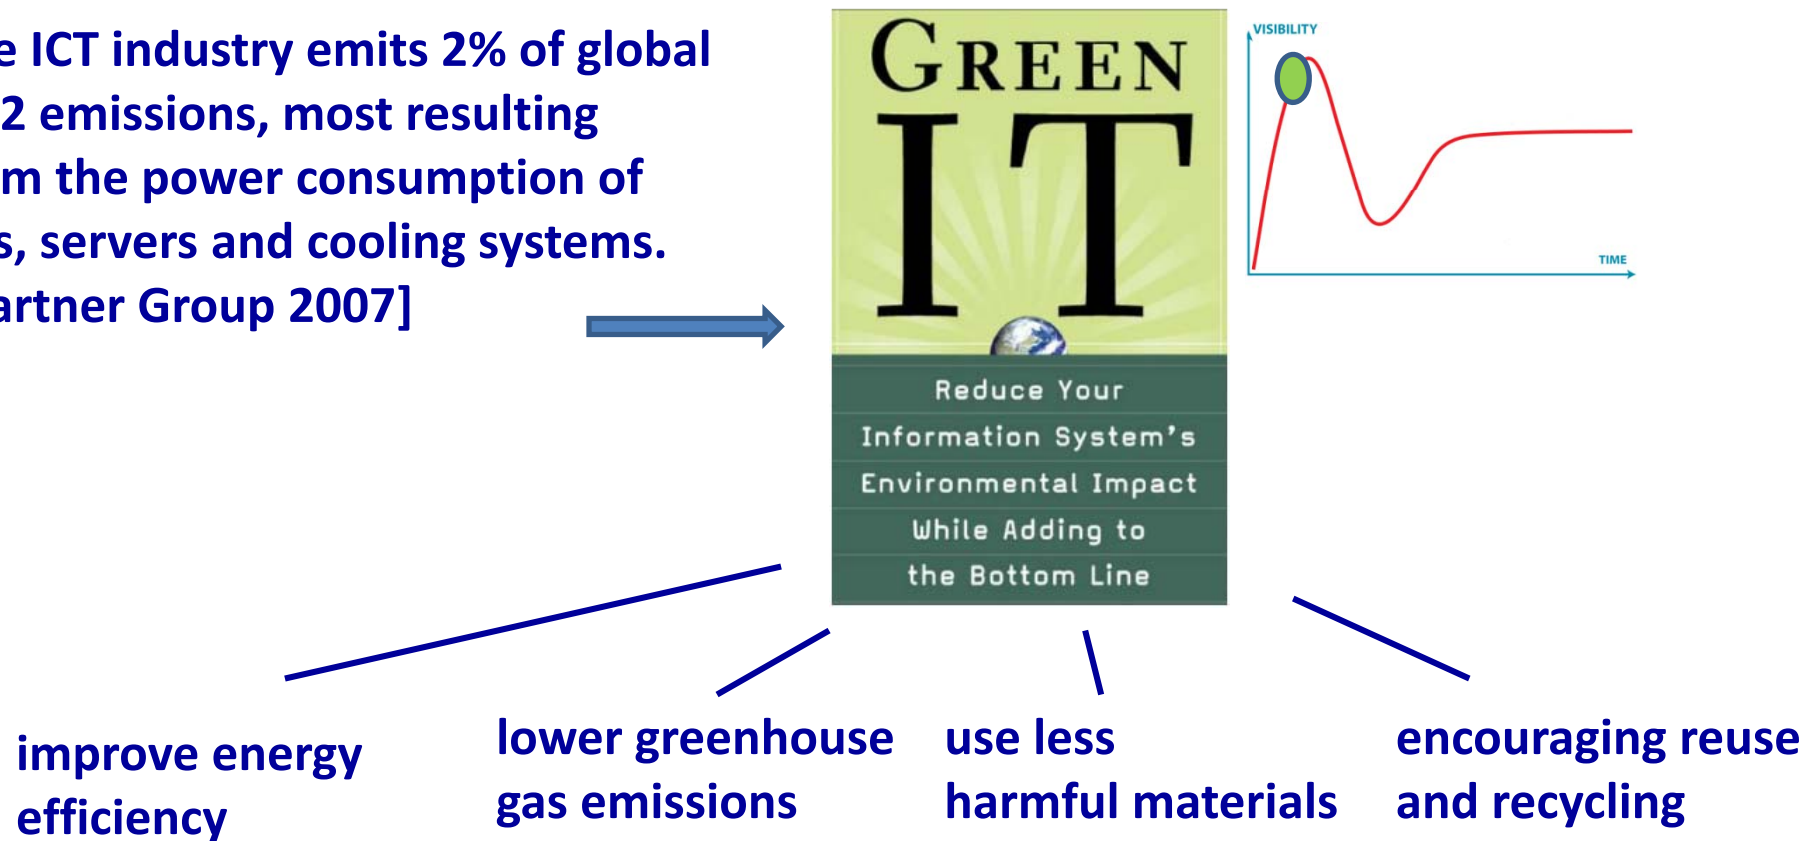 e ICT industry emits 2% of global
2 emissions, most resulting
m the power consumption of
s, servers and cooling systems.
artner Group 2007]
GREEN
IT
Reduce Your
Information System's
Environmental Impact
While Adding to
the Bottom Line
VISIBILITY
TIME
improve energy
efficiency
lower greenhouse
gas emissions
use less
harmful materials
encouraging reuse
and recycling